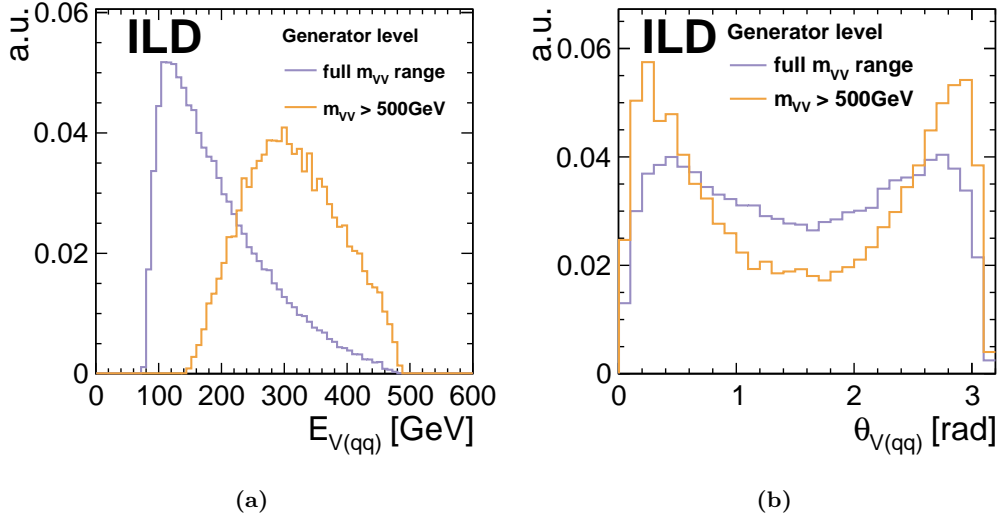 a.u.
0.06
0.04
0.02
0
ILD
Generator level
full m_VV range
m_VV > 500GeV
0 100 200 300 400 500 600
E_V(qq) [GeV]
(a)
a.u.
0.06
0.04
0.02
0
ILD
Generator level
full m_VV range
m_VV > 500GeV
0 1 2 3
θ_V(qq) [rad]
(b)